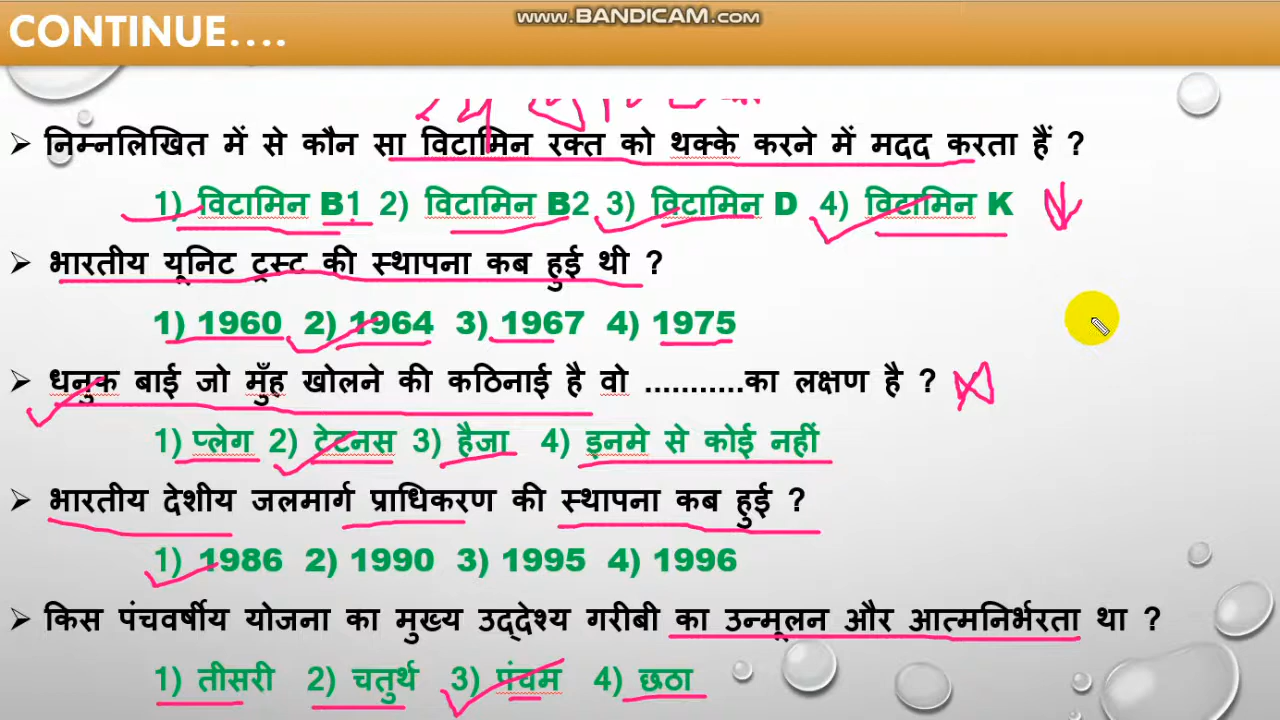 www.BANDICAM.com
CONTINUE....
➢ निम्नलिखित में से कौन सा विटामिन रक्त को थक्के करने में मदद करता हैं ?
1) विटामिन B1 2) विटामिन B2 3) विटामिन D 4) विटामिन K
➢ भारतीय यूनिट ट्रस्ट की स्थापना कब हुई थी ?
1) 1960 2) 1964 3) 1967 4) 1975
➢ धनुक बाई जो मुँह खोलने की कठिनाई है वो ...........का लक्षण है ?
1) प्लेग 2) टेटनस 3) हैजा 4) इनमे से कोई नहीं
➢ भारतीय देशीय जलमार्ग प्राधिकरण की स्थापना कब हुई ?
1) 1986 2) 1990 3) 1995 4) 1996
➢ किस पंचवर्षीय योजना का मुख्य उद्देश्य गरीबी का उन्मूलन और आत्मनिर्भरता था ?
1) तीसरी 2) चतुर्थ 3) पंचम 4) छठा